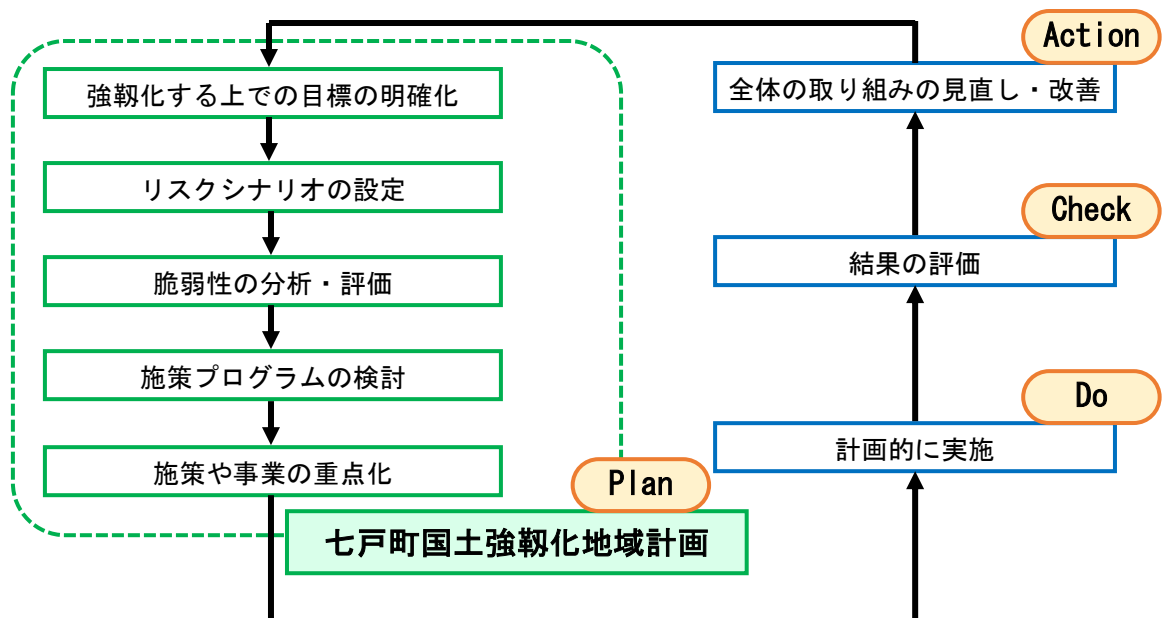 強靱化する上での目標の明確化
リスクシナリオの設定
脆弱性の分析・評価
施策プログラムの検討
施策や事業の重点化
Plan
七戸町国土強靱化地域計画
Do
計画的に実施
Check
結果の評価
Action
全体の取り組みの見直し・改善